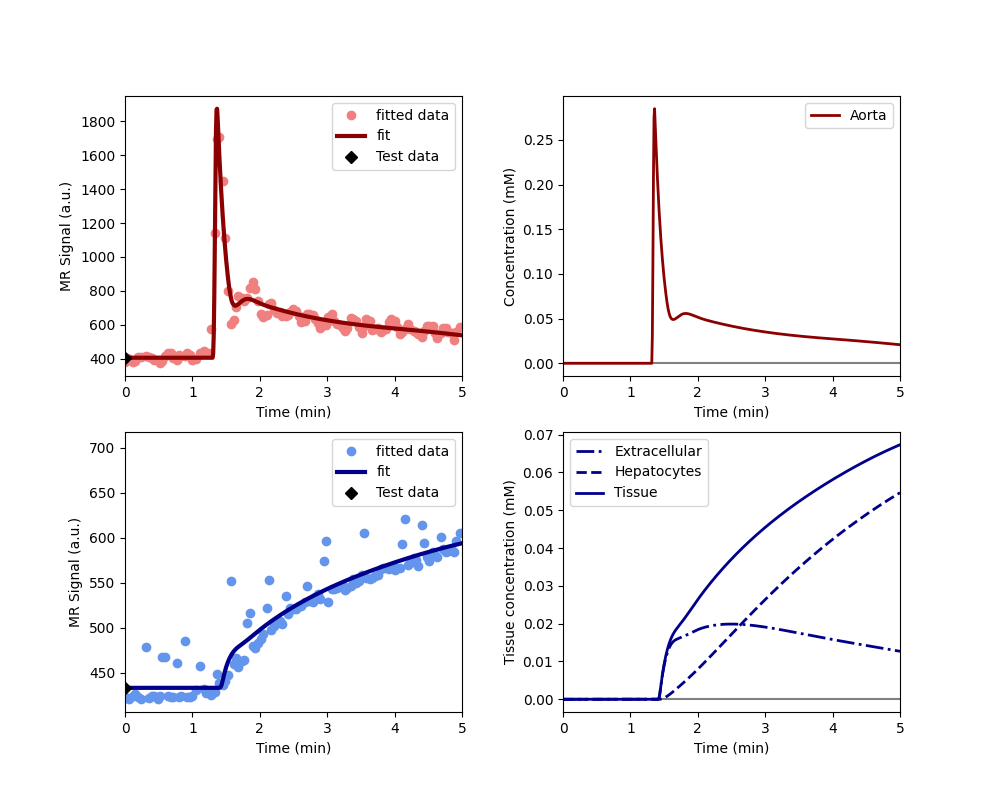 MR Signal (a.u.)
1800
1600
1400
1200
1000
800
600
400
0 1 2 3 4 5
Time (min)
fitted data
fit
Test data
Concentration (mM)
0.25
0.20
0.15
0.10
0.05
0.00
0 1 2 3 4 5
Time (min)
Aorta
MR Signal (a.u.)
700
650
600
550
500
450
0 1 2 3 4 5
Time (min)
fitted data
fit
Test data
Tissue concentration (mM)
0.07
0.06
0.05
0.04
0.03
0.02
0.01
0.00
0 1 2 3 4 5
Time (min)
Extracellular
Hepatocytes
Tissue